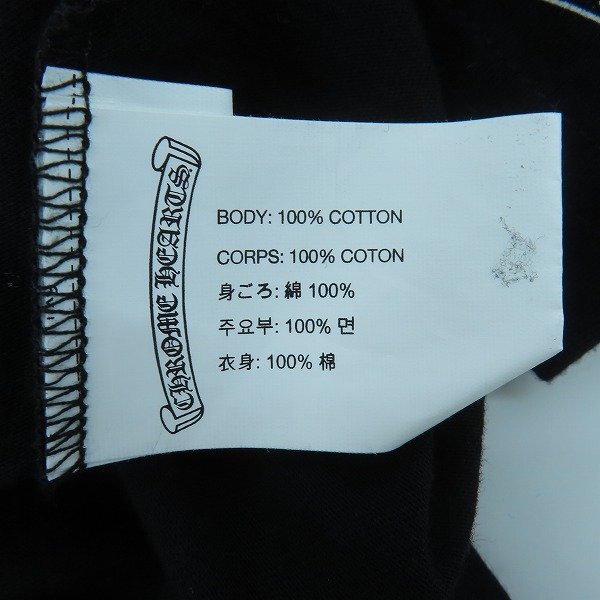 CHROME HEARTS
BODY: 100% COTTON
CORPS: 100% COTON
身ごろ: 綿 100%
주요부: 100% 면
衣身: 100% 棉